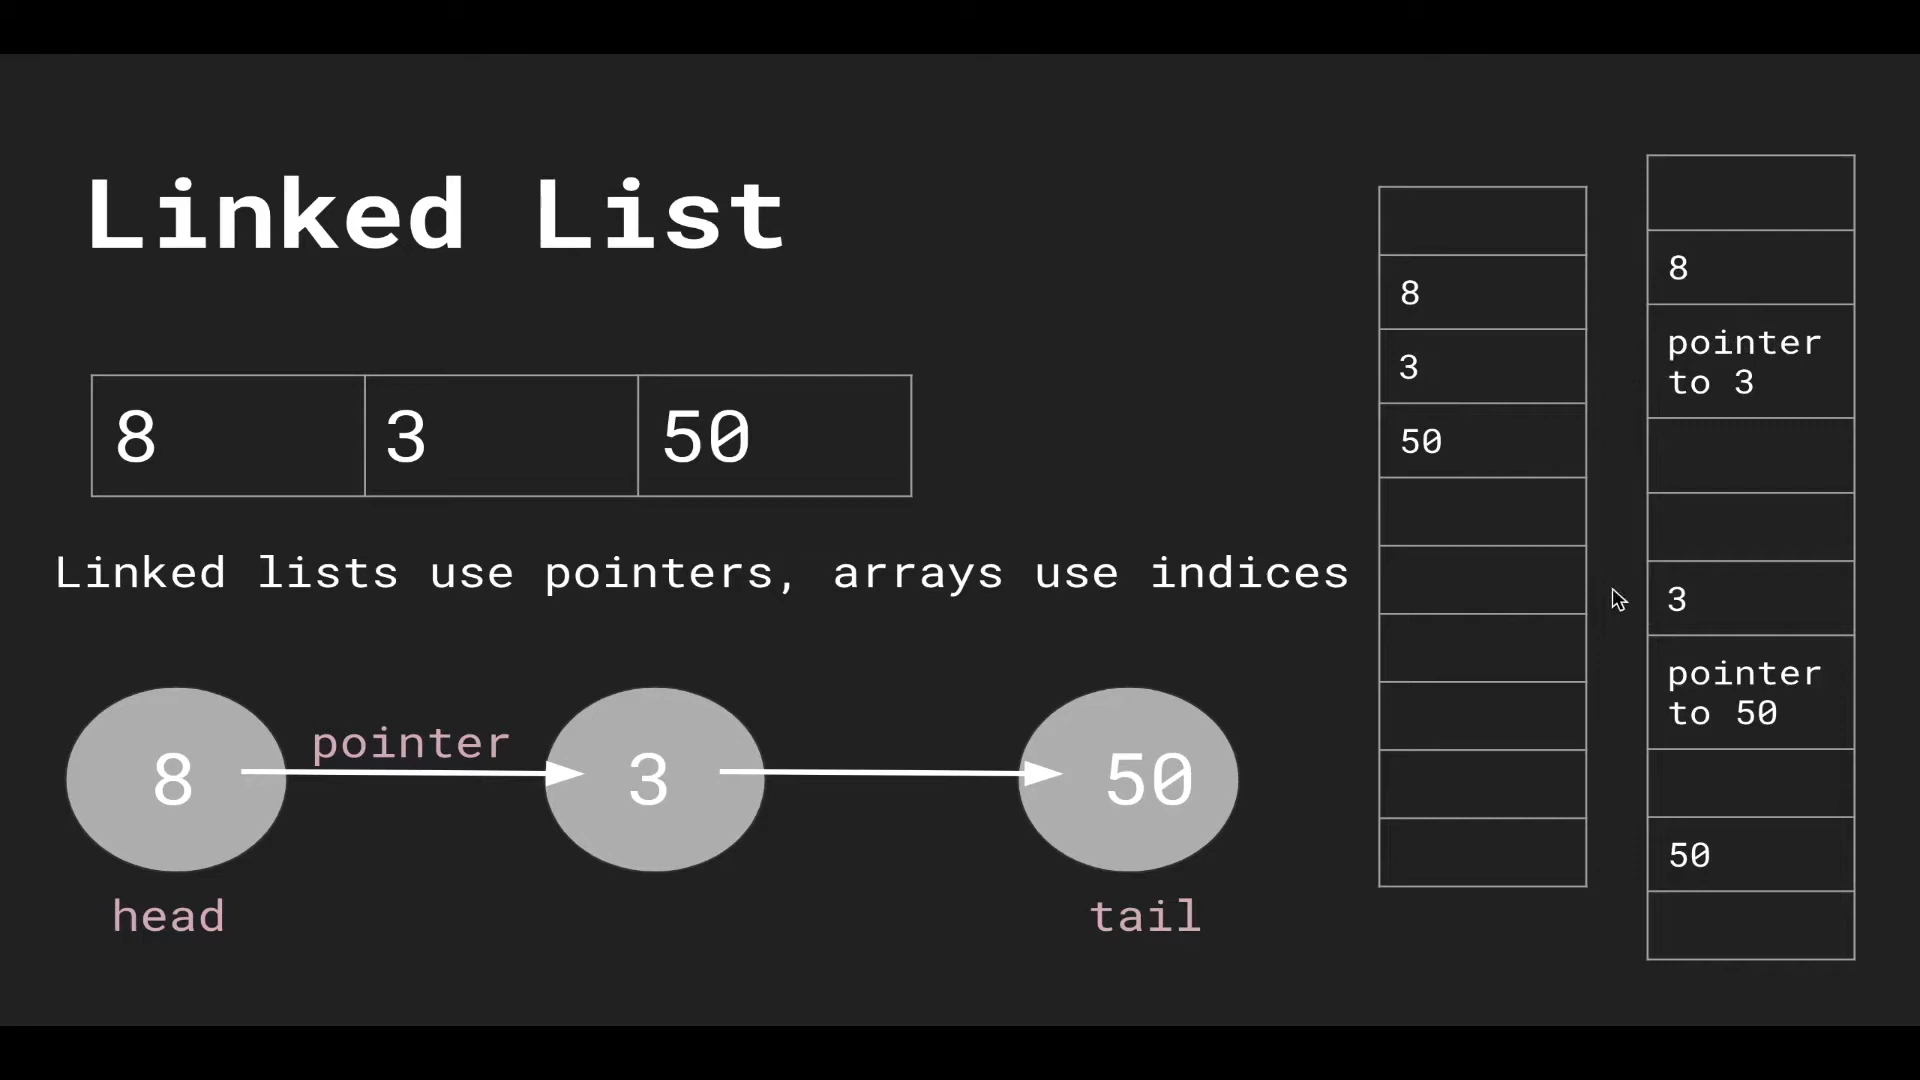 Linked List
8 3 50
Linked lists use pointers, arrays use indices
pointer
8 3 50
head tail
8
3
50
8
pointer
to 3
3
pointer
to 50
50